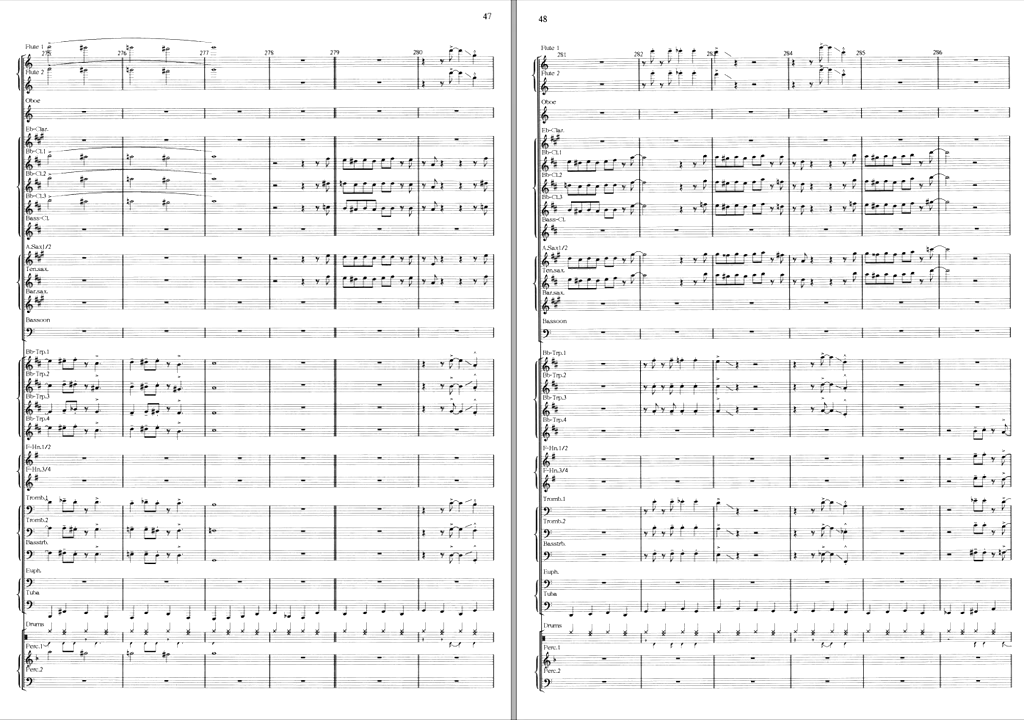 47
Flute 1
275 276 277 278 279 280
Flute 2
Oboe
Eb-Clar.
Bb-Cl.1
Bb-Cl.2
Bb-Cl.3
Bass-Cl.
A.Sax1/2
Ten.sax.
Bar.sax.
Bassoon
Bb-Trp.1
Bb-Trp.2
Bb-Trp.3
Bb-Trp.4
F-Hn.1/2
F-Hn.3/4
Tromb.1
Tromb.2
Basstrb.
Euph.
Tuba
Drums
Perc.1
Perc.2
48
Flute 1
281 282 283 284 285 286
Flute 2
Oboe
Eb-Clar.
Bb-Cl.1
Bb-Cl.2
Bb-Cl.3
Bass-Cl.
A.Sax1/2
Ten.sax.
Bar.sax.
Bassoon
Bb-Trp.1
Bb-Trp.2
Bb-Trp.3
Bb-Trp.4
F-Hn.1/2
F-Hn.3/4
Tromb.1
Tromb.2
Basstrb.
Euph.
Tuba
Drums
Perc.1
Perc.2